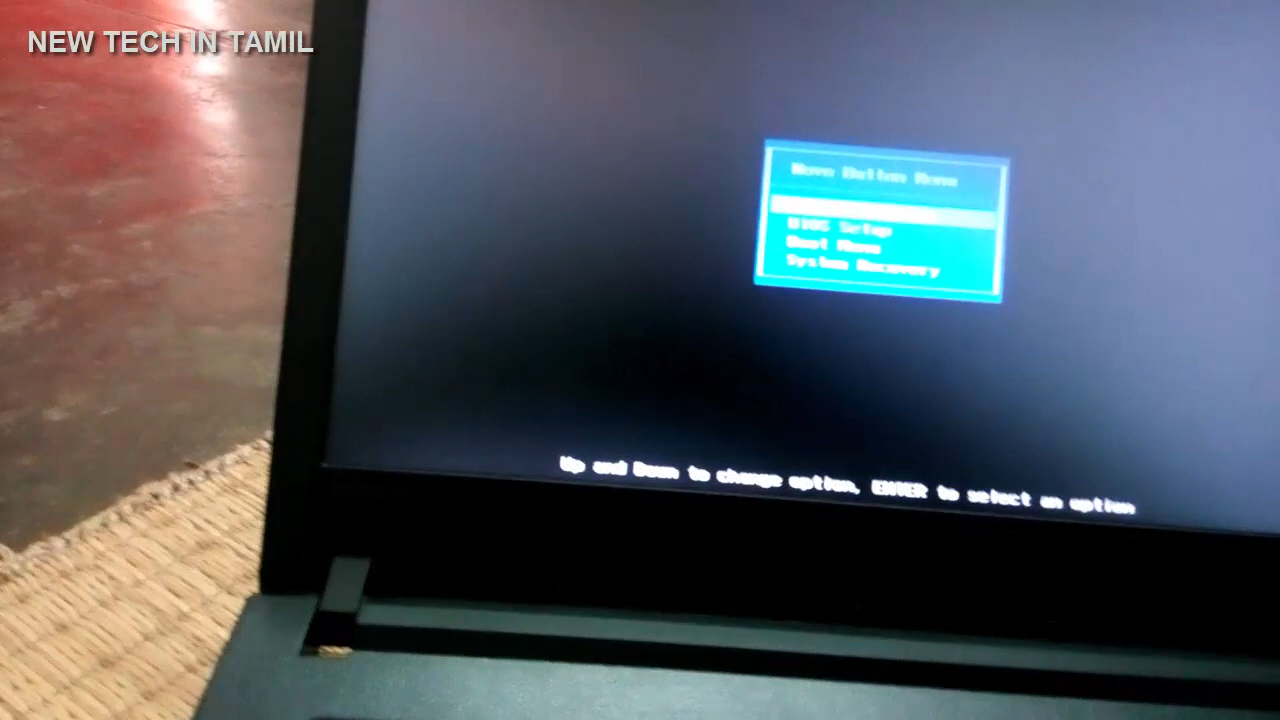 NEW TECH IN TAMIL
Novo Button Menu
BIOS Setup
Boot Menu
System Recovery
Up and Down to change option, ENTER to select an option